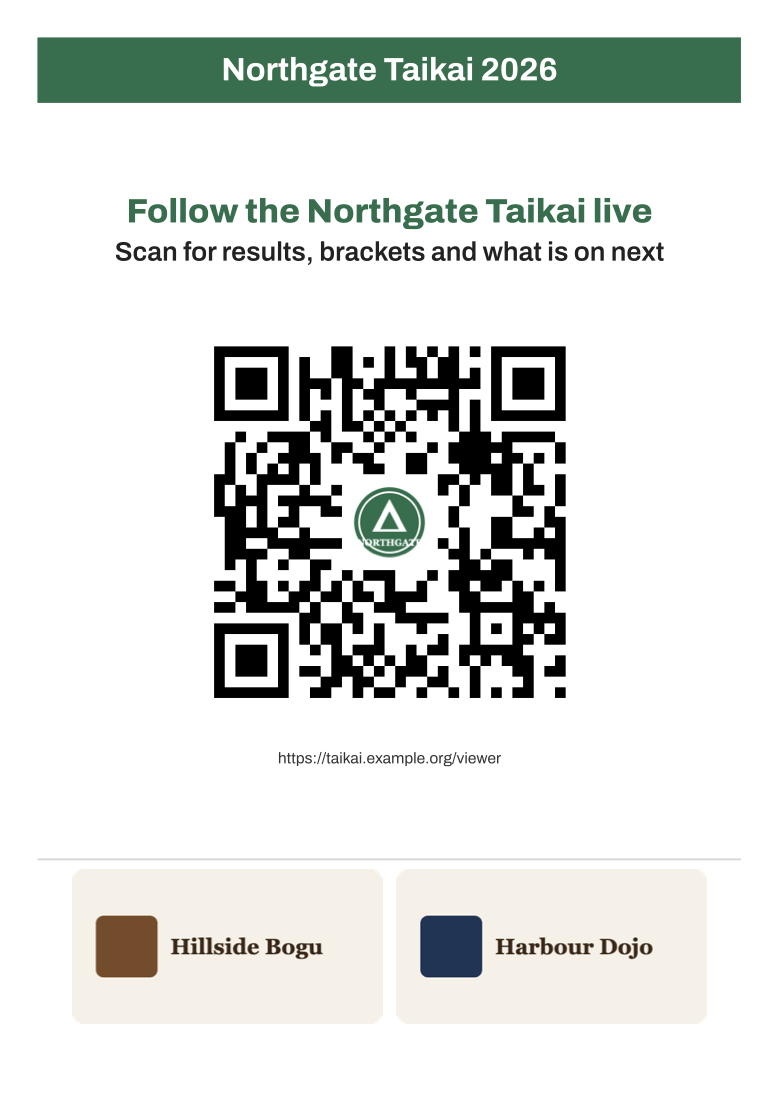 Northgate Taikai 2026
Follow the Northgate Taikai live
Scan for results, brackets and what is on next
NORTHGATE
https://taikai.example.org/viewer
Hillside Bogu
Harbour Dojo